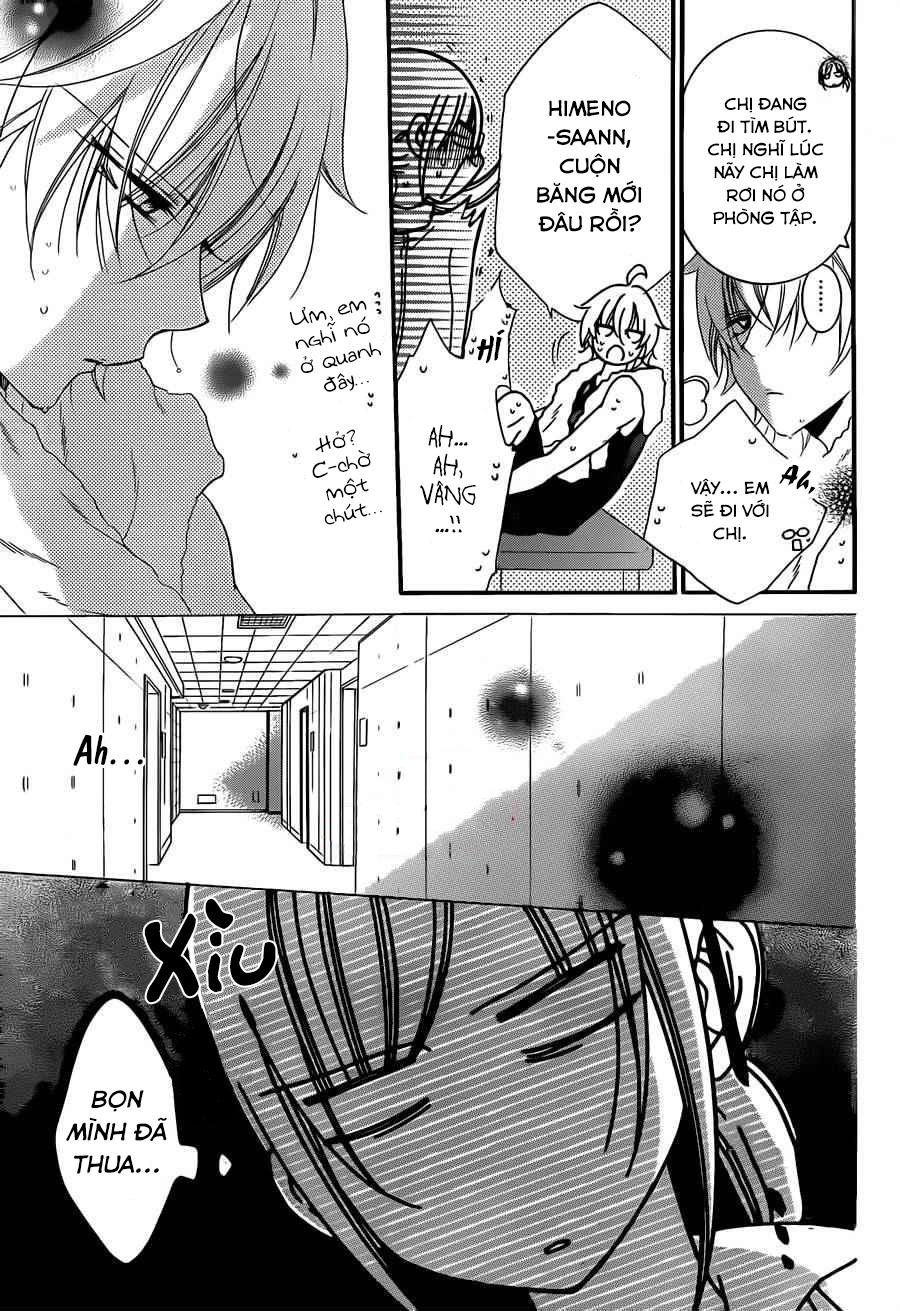 CHỊ ĐANG
ĐI TÌM BÚT.
CHỊ NGHĨ LÚC
NÃY CHỊ LÀM
RƠI NÓ Ở
PHÒNG TẬP.
........
Ah,
VẬY... EM
SẼ ĐI VỚI
CHỊ.
HIMENO
-SAANN,
CUỘN
BĂNG MỚI
ĐÂU RỒI?
HÍ
AH...
AH,
VÂNG
...!!
Ưm, em
nghĩ nó
ở quanh
đây...
Hở?
C-chờ
một
chút...
Ah...
Xìu
BỌN
MÌNH ĐÃ
THUA...